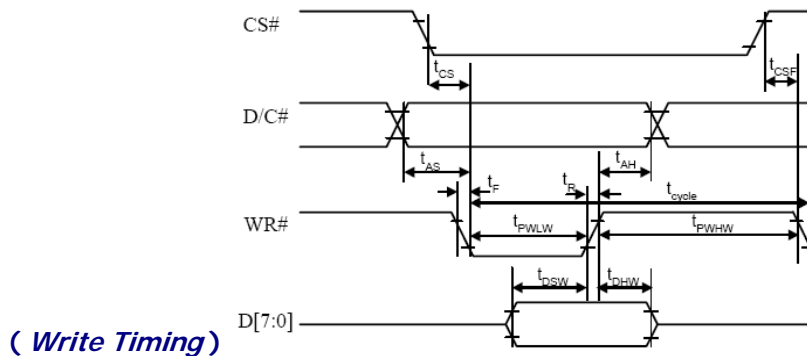 CS#
tCS
tCSF
D/C#
tAS
tF
tR
tAH
tcycle
WR#
tPWLW
tPWHW
tDSW
tDHW
D[7:0]
( Write Timing )